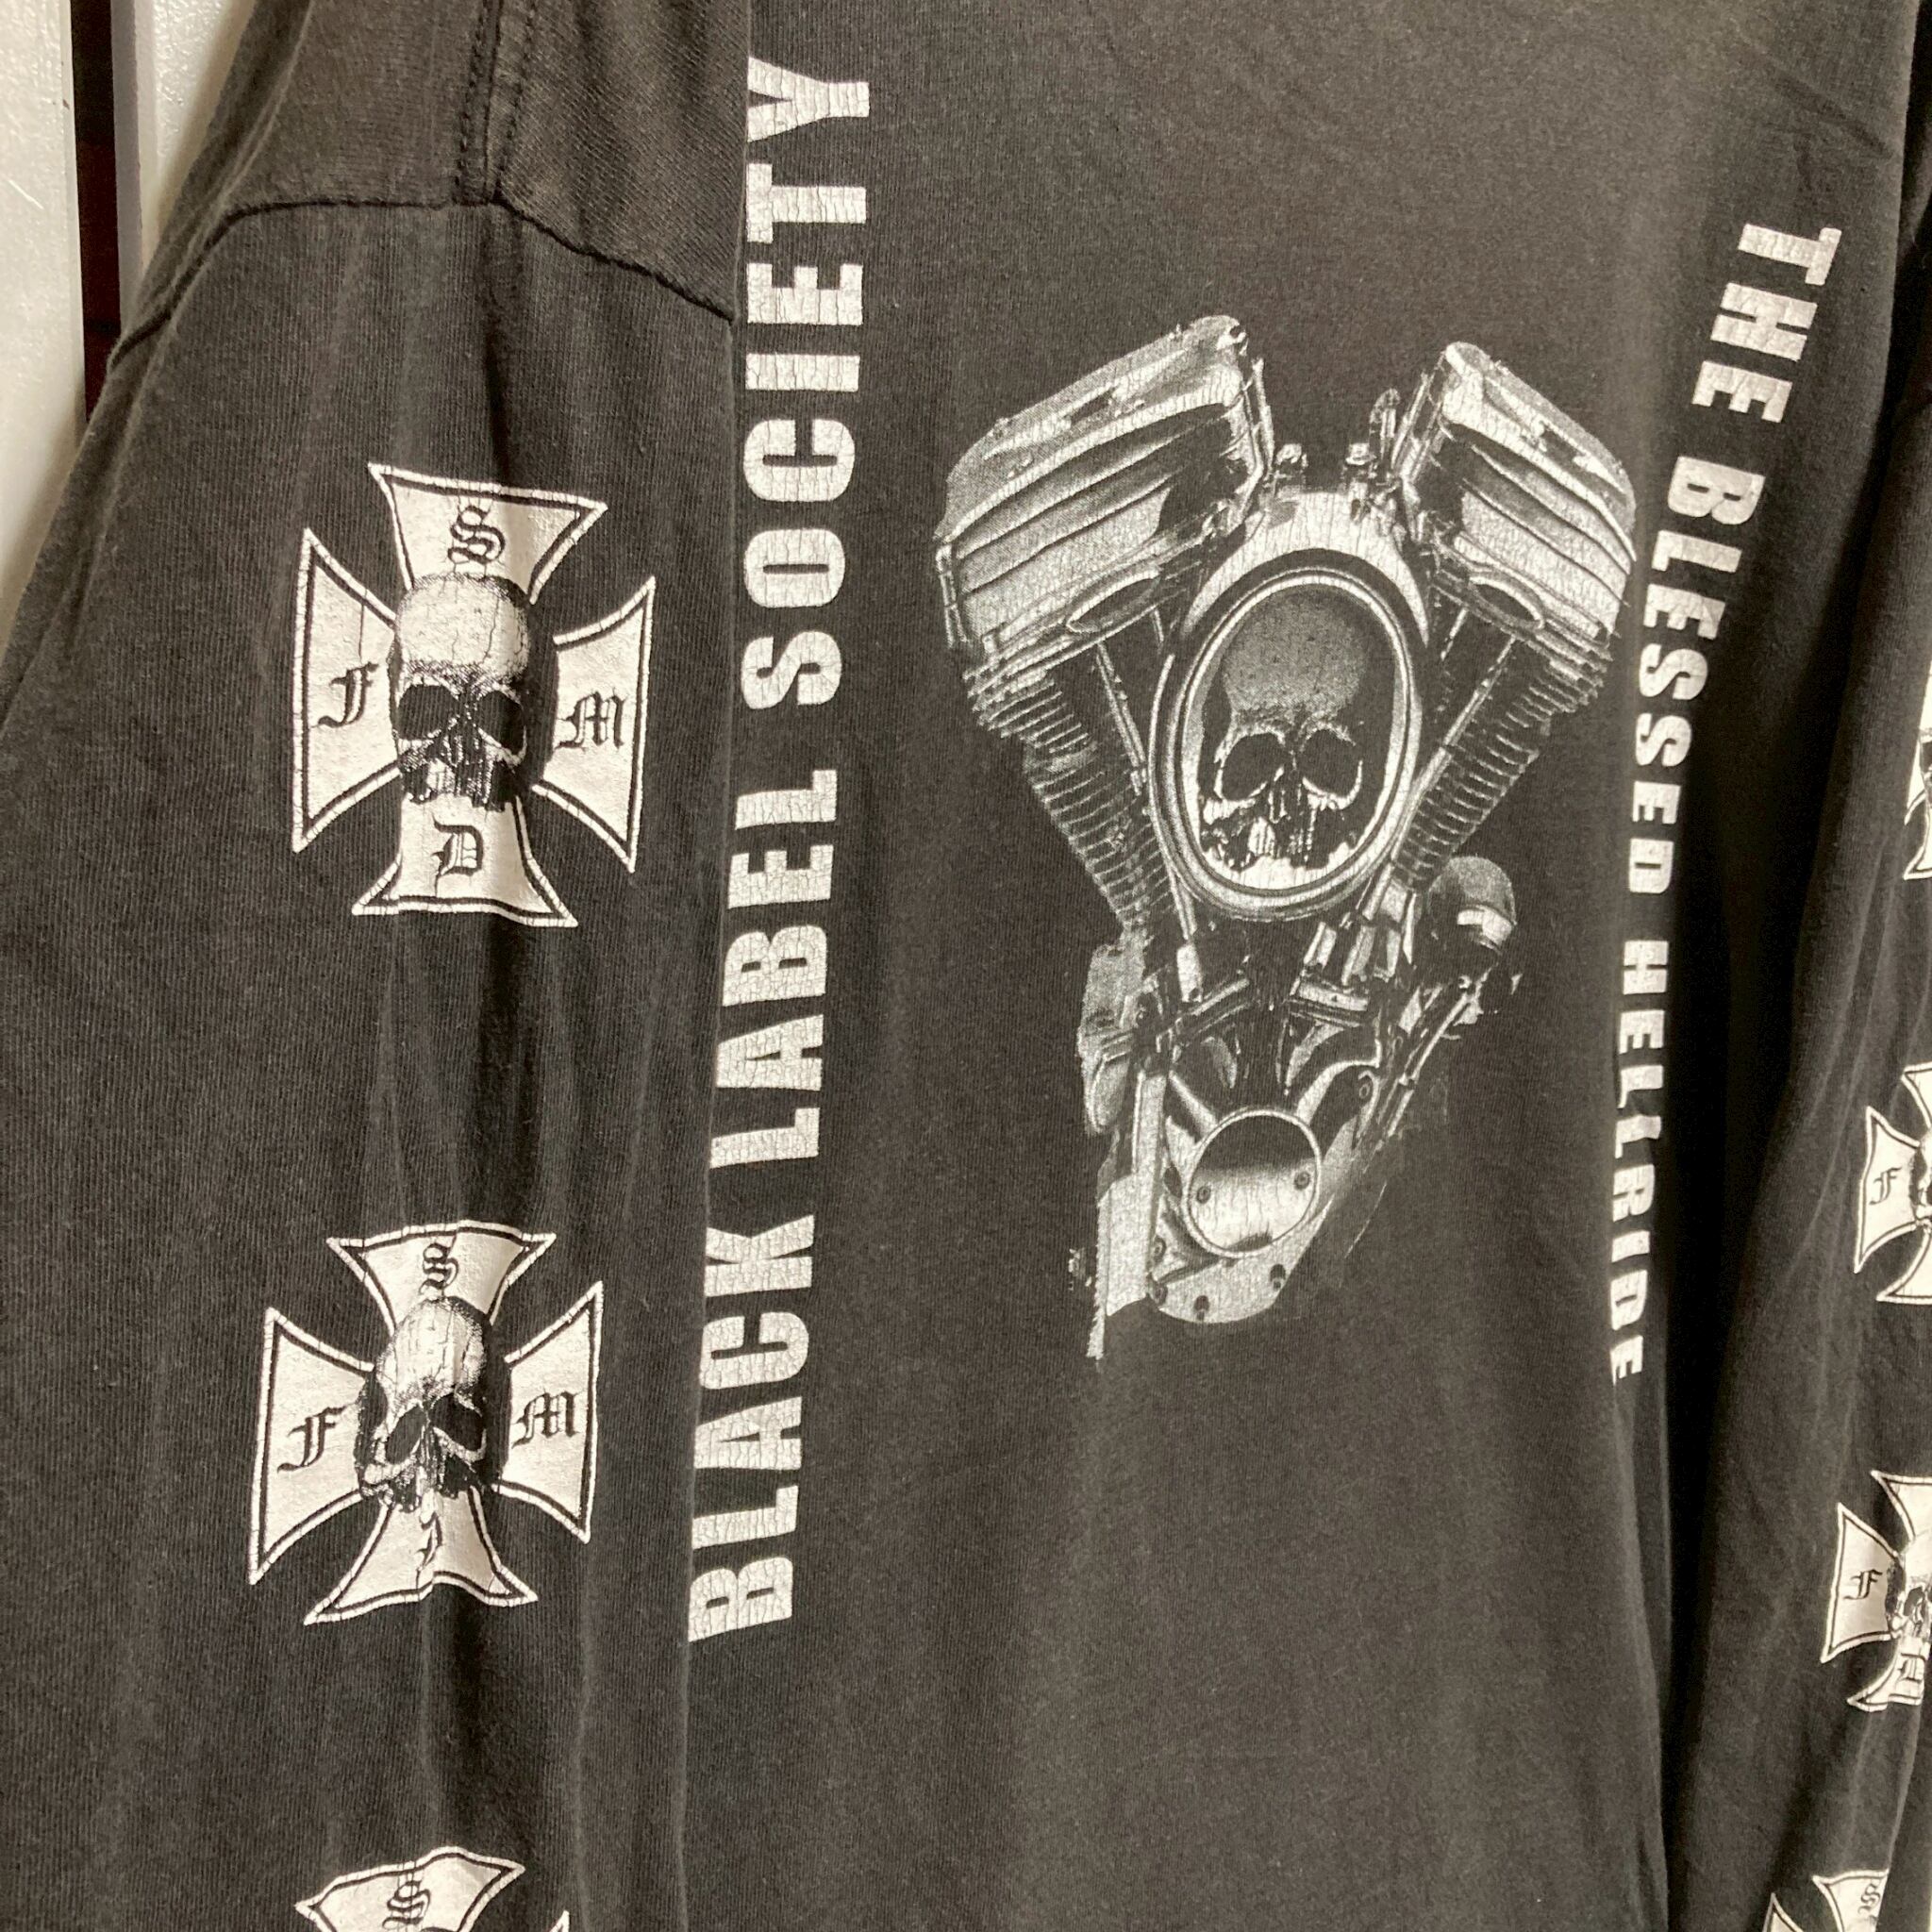 BLACK LABEL SOCIETY
THE BLESSED HELLRIDE
S
F M
D
S
F M
S
F
F
D
S